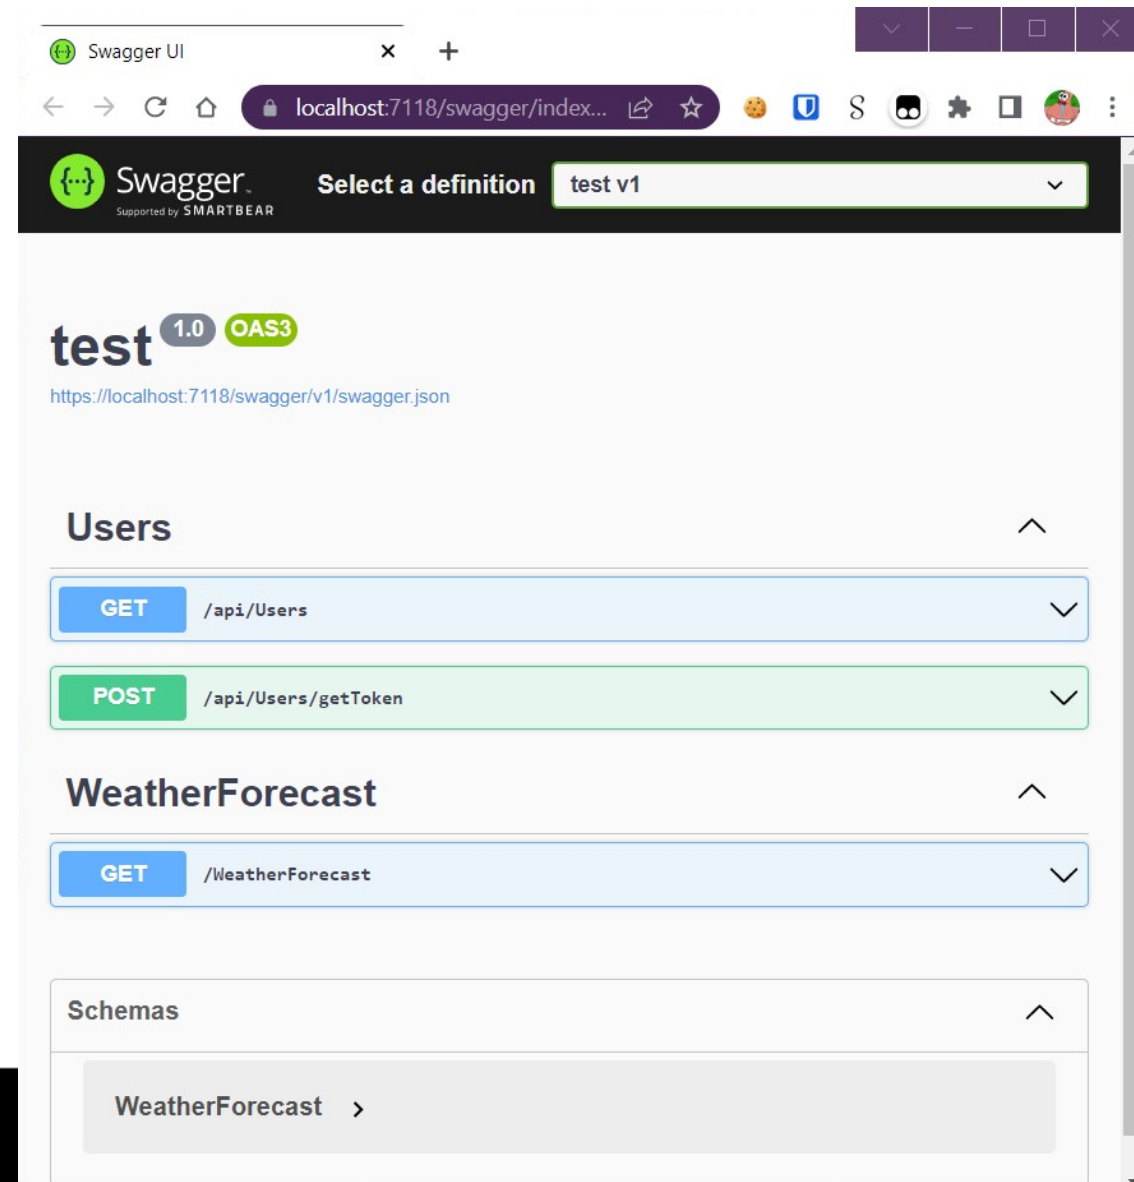 Swagger UI
localhost:7118/swagger/index...
Swagger.
Supported by SMARTBEAR
Select a definition
test v1
test 1.0 OAS3
https://localhost:7118/swagger/v1/swagger.json
Users
GET /api/Users
POST /api/Users/getToken
WeatherForecast
GET /WeatherForecast
Schemas
WeatherForecast